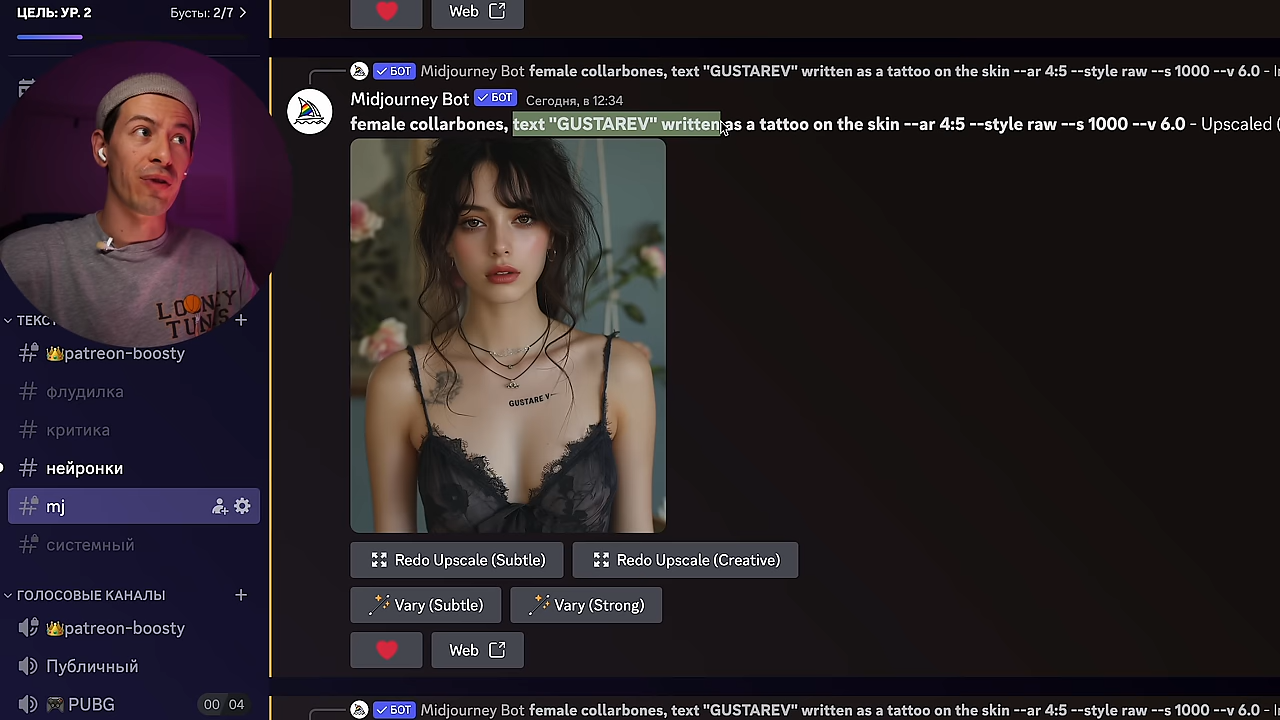 ЦЕЛЬ: УР. 2 Бусты: 2/7
Web
БОТ Midjourney Bot female collarbones, text "GUSTAREV" written as a tattoo on the skin --ar 4:5 --style raw --s 1000 --v 6.0 -
Midjourney Bot БОТ Сегодня, в 12:34
female collarbones, text "GUSTAREV" written as a tattoo on the skin --ar 4:5 --style raw --s 1000 --v 6.0 - Upscaled (
LOONEY
TUNES
GUSTARE V
ТЕКСТ
👑patreon-boosty
флудилка
критика
нейронки
mj
системный
Redo Upscale (Subtle)
Redo Upscale (Creative)
ГОЛОСОВЫЕ КАНАЛЫ
Vary (Subtle)
Vary (Strong)
👑patreon-boosty
Web
Публичный
🎮 PUBG 00 04
БОТ Midjourney Bot female collarbones, text "GUSTAREV" written as a tattoo on the skin --ar 4:5 --style raw --s 1000 --v 6.0 -